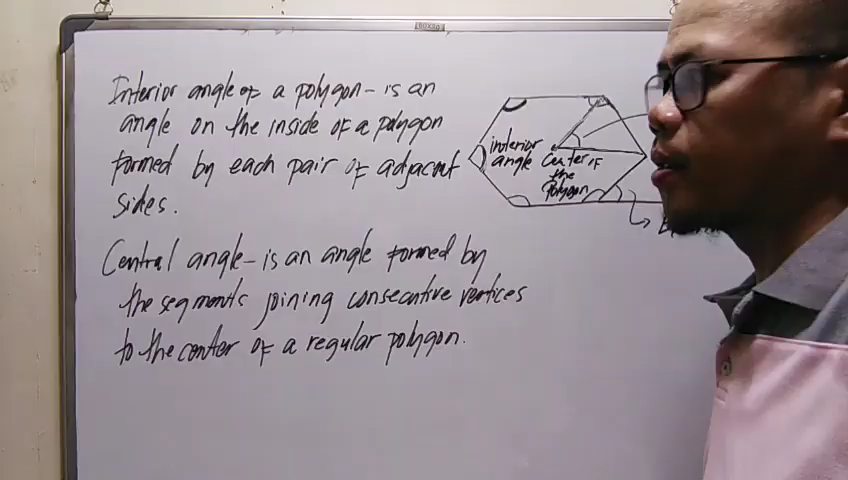 Interior angle of a polygon - is an
angle on the inside of a polygon
formed by each pair of adjacent
sides.
Central angle - is an angle formed by
the segments joining consecutive vertices
to the center of a regular polygon.
interior
angle
Center if
the
Polygon